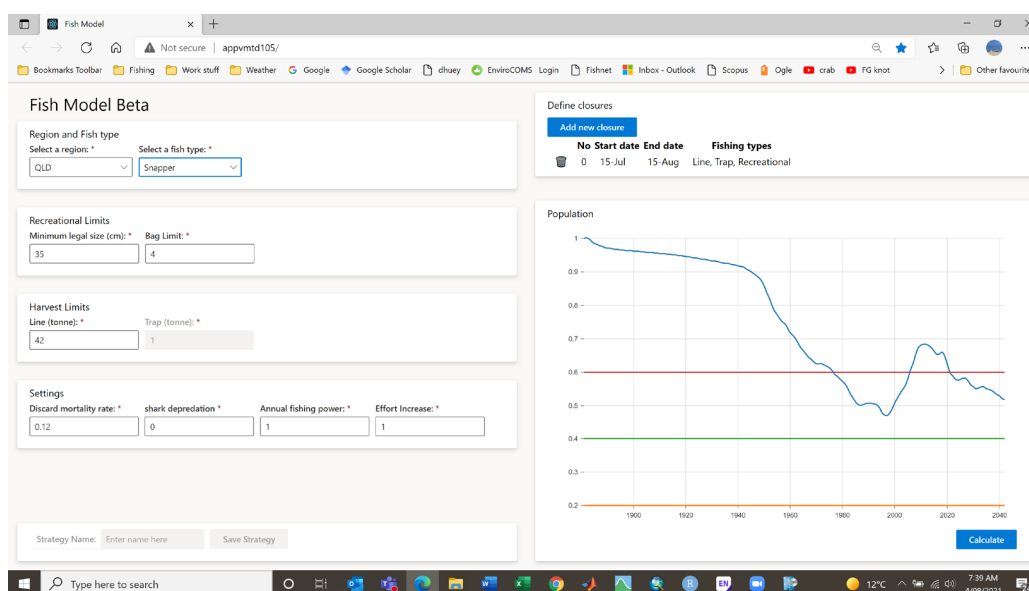 Fish Model
Not secure | appvmtd105/
Bookmarks Toolbar Fishing Work stuff Weather Google Google Scholar dhuey EnviroCOMS Login Fishnet Inbox - Outlook Scopus Ogle crab FG knot Other favourite
Fish Model Beta
Region and Fish type
Select a region: * Select a fish type: *
QLD Snapper
Recreational Limits
Minimum legal size (cm): * Bag Limit: *
35 4
Harvest Limits
Line (tonne): * Trap (tonne): *
42 1
Settings
Discard mortality rate: * shark depredation * Annual fishing power: * Effort Increase: *
0.12 0 1 1
Strategy Name: Enter name here Save Strategy
Define closures
Add new closure
No Start date End date Fishing types
0 15-Jul 15-Aug Line, Trap, Recreational
Population
1
0.9
0.8
0.7
0.6
0.5
0.4
0.3
0.2
1900 1920 1940 1960 1980 2000 2020 2040
Calculate
Type here to search EN 12°C 7:39 AM
4/08/2021